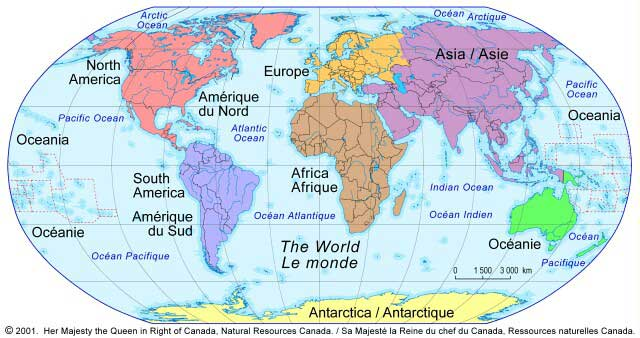 Arctic
Ocean
Océan
Arctique
North
America
Europe
Asia / Asie
Amérique
du Nord
Pacific
Ocean
Pacific Ocean
Atlantic
Ocean
Oceania
Oceania
South
America
Africa
Afrique
Indian Ocean
Amérique
du Sud
Océan Atlantique
Océan Indien
Océanie
Océanie
Océan
Pacifique
Océan Pacifique
The World
Le monde
0 1 500 3 000 km
Antarctica / Antarctique
© 2001. Her Majesty the Queen in Right of Canada, Natural Resources Canada. / Sa Majesté la Reine du chef du Canada, Ressources naturelles Canada.